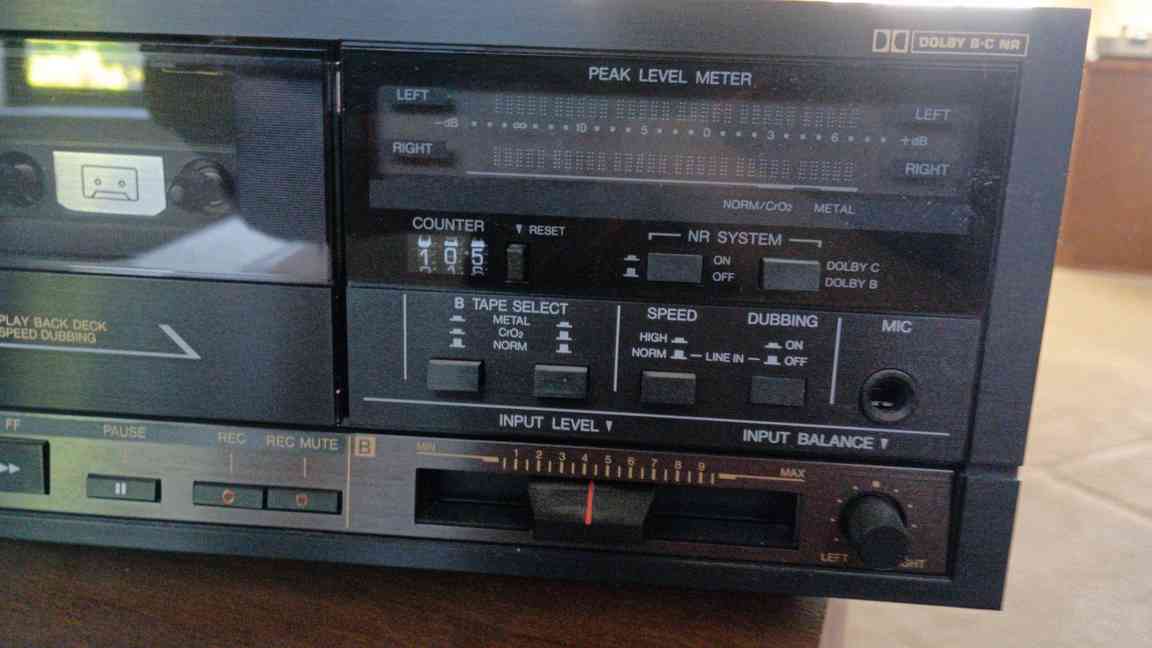 DOLBY B-C NR
PEAK LEVEL METER
LEFT
LEFT
-dB ∞ 10 5 0 3 6 +dB
RIGHT
RIGHT
NORM/CrO2 METAL
COUNTER
RESET
105
NR SYSTEM
ON
OFF
DOLBY C
DOLBY B
PLAY BACK DECK
SPEED DUBBING
B TAPE SELECT
METAL
CrO2
NORM
SPEED
HIGH
NORM
LINE IN
DUBBING
ON
OFF
MIC
INPUT LEVEL
INPUT BALANCE
FF
PAUSE
REC
REC MUTE
B
MIN 1 2 3 4 5 6 7 8 9 MAX
LEFT